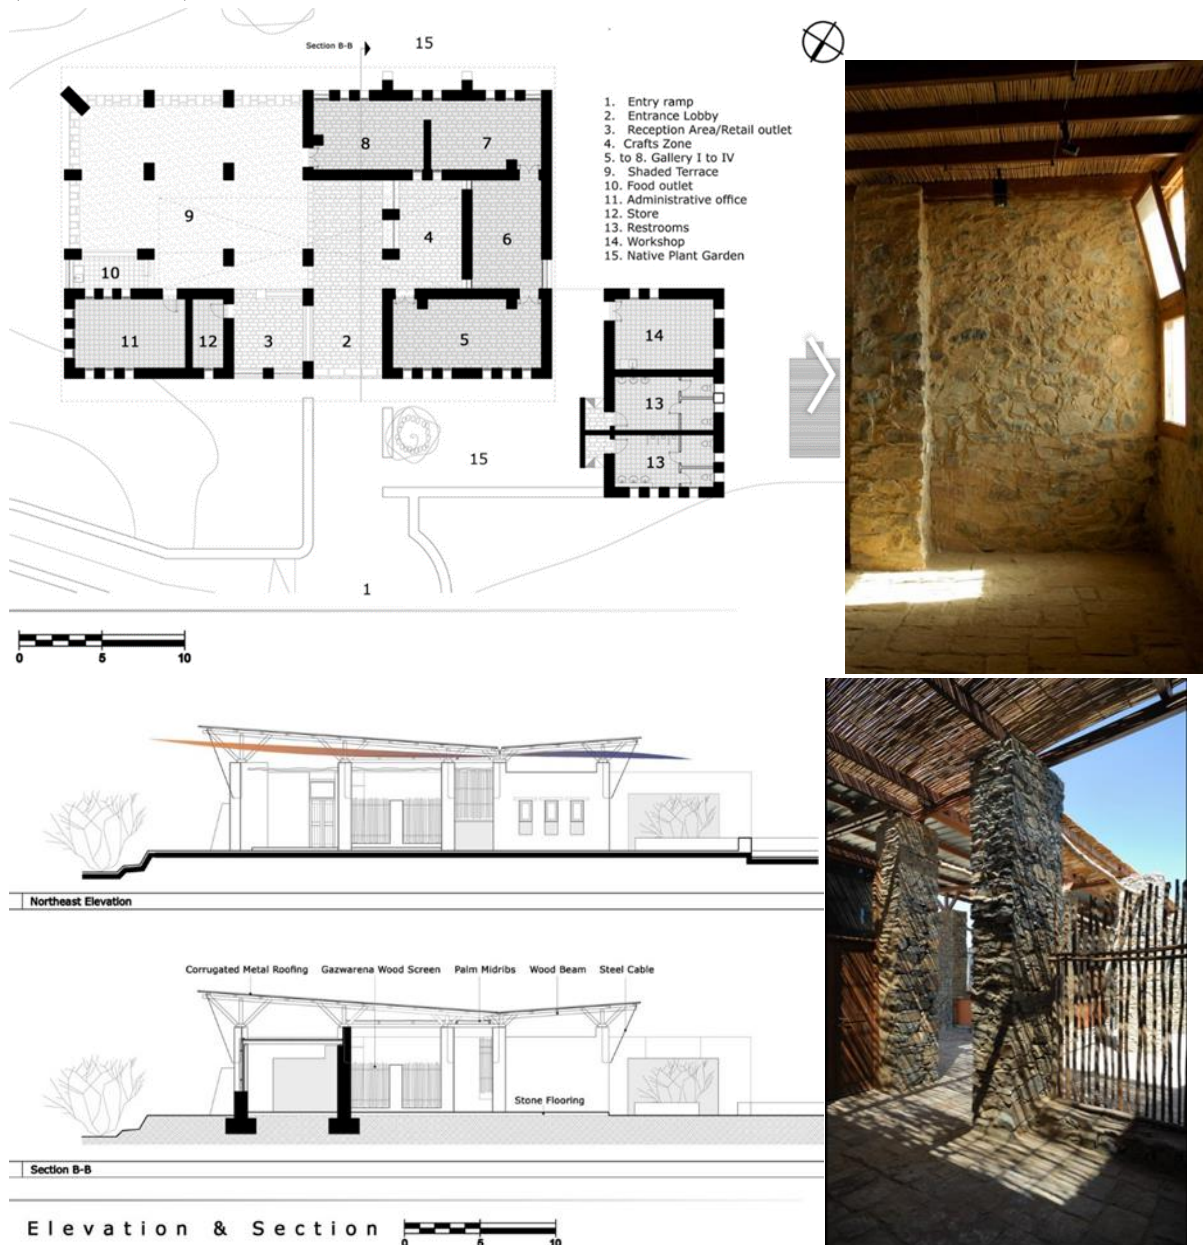 Section B-B
15
1. Entry ramp
2. Entrance Lobby
3. Reception Area/Retail outlet
4. Crafts Zone
5. to 8. Gallery I to IV
9. Shaded Terrace
10. Food outlet
11. Administrative office
12. Store
13. Restrooms
14. Workshop
15. Native Plant Garden
8
7
9
4
6
10
11
12
3
2
5
14
13
13
15
1
0 5 10
Northeast Elevation
Corrugated Metal Roofing Gazwarena Wood Screen Palm Midribs Wood Beam Steel Cable
Stone Flooring
Section B-B
Elevation & Section
0 5 10